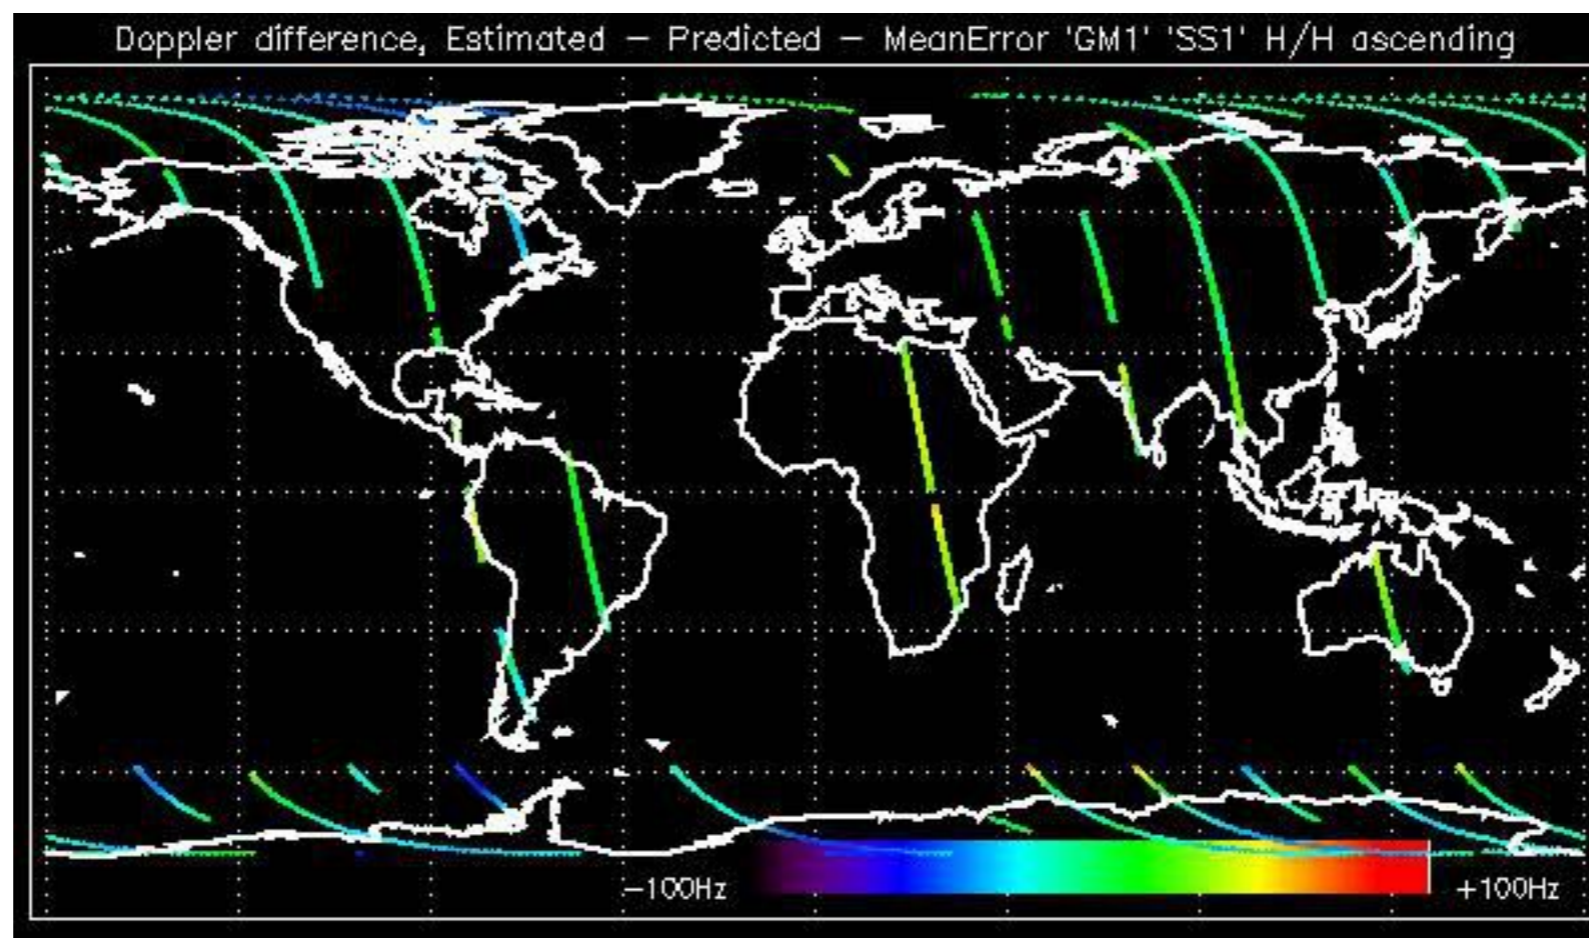 Doppler difference, Estimated — Predicted — MeanError 'GM1' 'SS1' H/H ascending
−100Hz
+100Hz